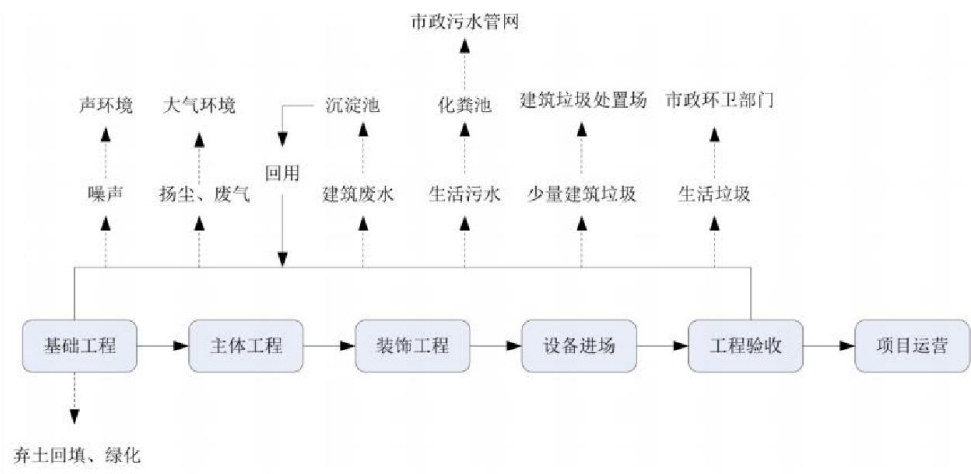 市政污水管网
声环境
大气环境
沉淀池
化粪池
建筑垃圾处置场
市政环卫部门
回用
噪声
扬尘、废气
建筑废水
生活污水
少量建筑垃圾
生活垃圾
基础工程
主体工程
装饰工程
设备进场
工程验收
项目运营
弃土回填、绿化